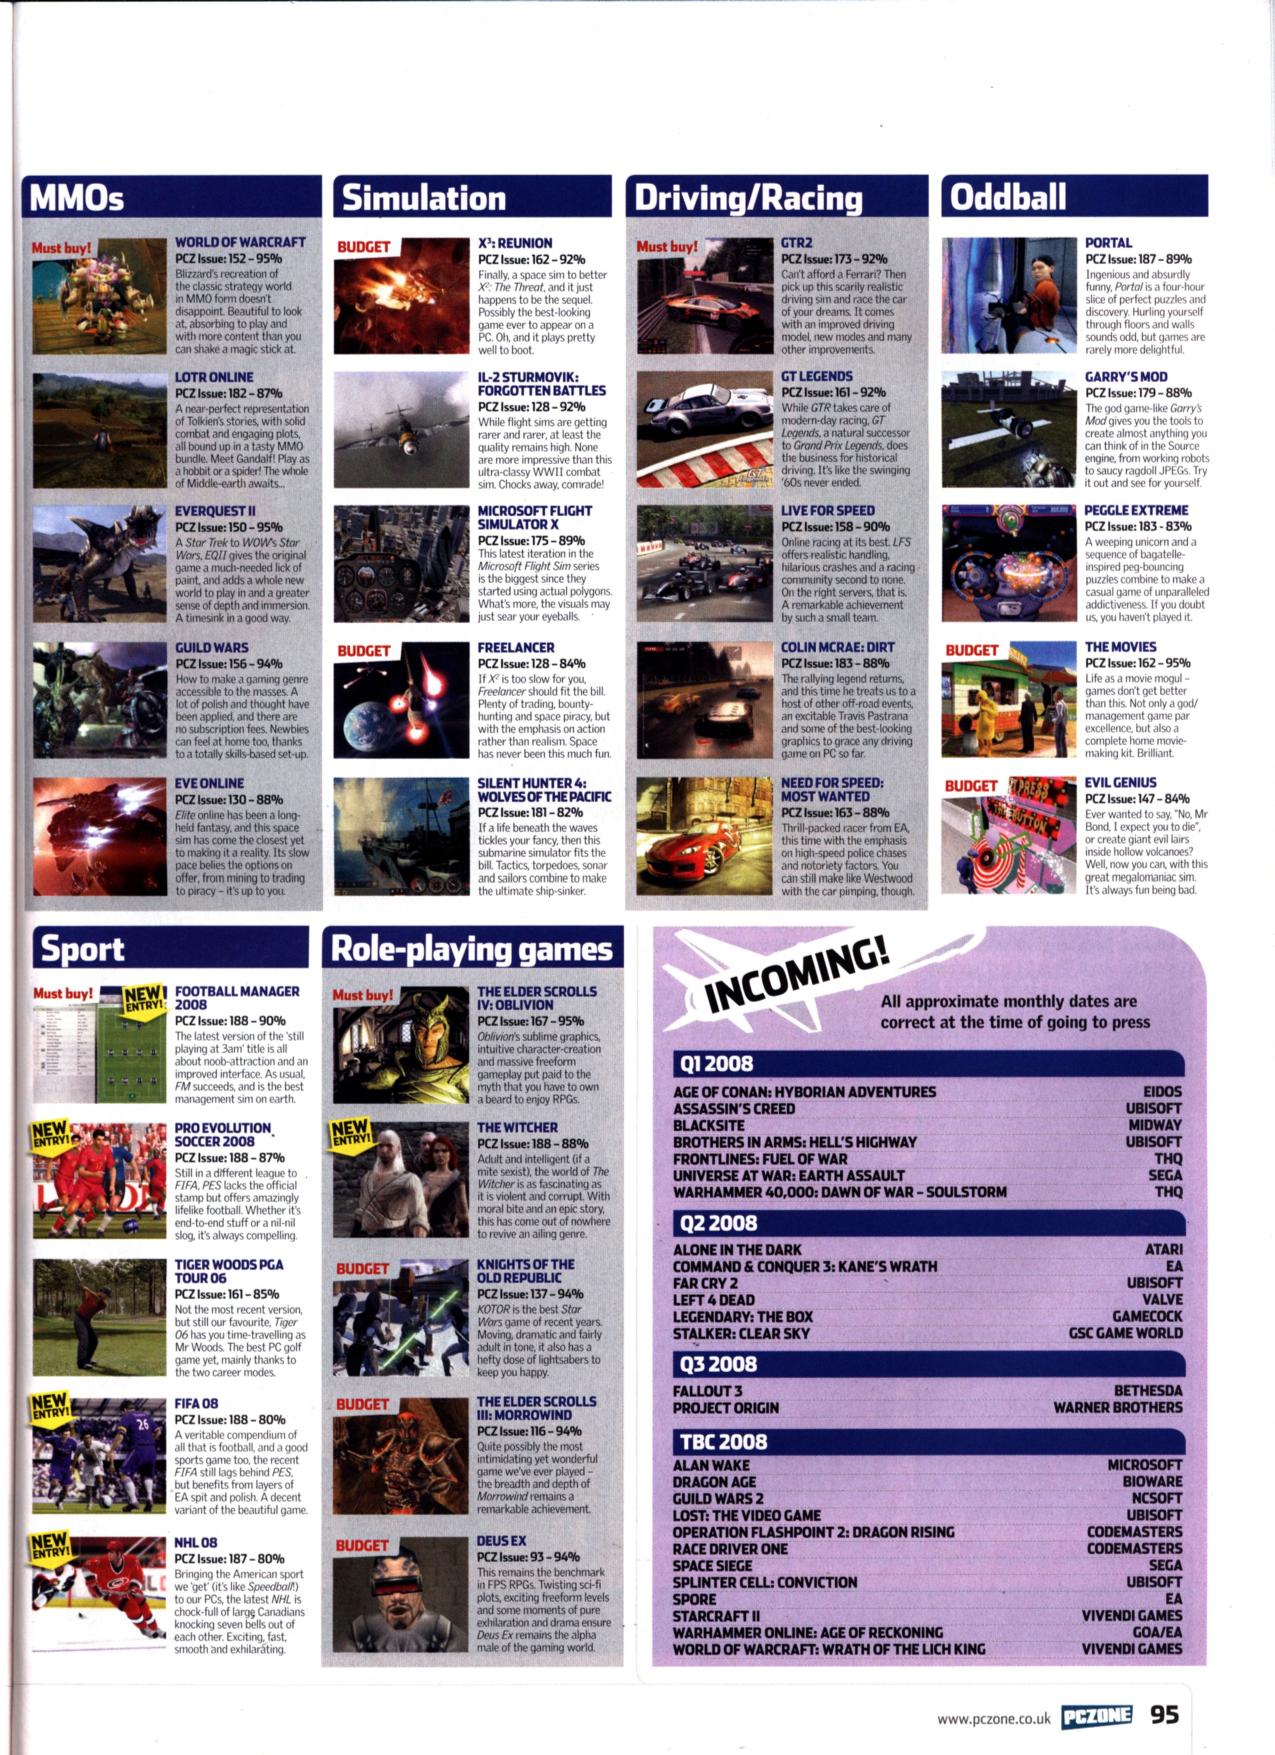 MMOs
Must buy!
WORLD OF WARCRAFT
PCZ Issue: 152 – 95%
Blizzard's recreation of
the classic strategy world
in MMO form doesn't
disappoint. Beautiful to look
at, absorbing to play and
with more content than you
can shake a magic stick at.
LOTR ONLINE
PCZ Issue: 182 – 87%
A near-perfect representation
of Tolkien's stories, with solid
combat and engaging plots,
all bound up in a tasty MMO
bundle. Meet Gandalf! Play as
a hobbit or a spider! The whole
of Middle-earth awaits...
EVERQUEST II
PCZ Issue: 150 – 95%
A Star Trek to WOW's Star
Wars, EQII gives the original
game a much-needed lick of
paint, and adds a whole new
world to play in and a greater
sense of depth and immersion.
A timesink in a good way.
GUILD WARS
PCZ Issue: 156 – 94%
How to make a gaming genre
accessible to the masses. A
lot of polish and thought have
been applied, and there are
no subscription fees. Newbies
can feel at home too, thanks
to a totally skills-based set-up.
EVE ONLINE
PCZ Issue: 130 – 88%
Elite online has been a long-
held fantasy, and this space
sim has come the closest yet
to making it a reality. Its slow
pace belies the options on
offer, from mining to trading
to piracy – it's up to you.
Simulation
BUDGET
X³: REUNION
PCZ Issue: 162 – 92%
Finally, a space sim to better
X²: The Threat, and it just
happens to be the sequel.
Possibly the best-looking
game ever to appear on a
PC. Oh, and it plays pretty
well to boot.
IL-2 STURMOVIK:
FORGOTTEN BATTLES
PCZ Issue: 128 – 92%
While flight sims are getting
rarer and rarer, at least the
quality remains high. None
are more impressive than this
ultra-classy WWII combat
sim. Chocks away, comrade!
MICROSOFT FLIGHT
SIMULATOR X
PCZ Issue: 175 – 89%
This latest iteration in the
Microsoft Flight Sim series
is the biggest since they
started using actual polygons.
What's more, the visuals may
just sear your eyeballs.
BUDGET
FREELANCER
PCZ Issue: 128 – 84%
If X² is too slow for you,
Freelancer should fit the bill.
Plenty of trading, bounty-
hunting and space piracy, but
with the emphasis on action
rather than realism. Space
has never been this much fun.
SILENT HUNTER 4:
WOLVES OF THE PACIFIC
PCZ Issue: 181 – 82%
If a life beneath the waves
tickles your fancy, then this
submarine simulator fits the
bill. Tactics, torpedoes, sonar
and sailors combine to make
the ultimate ship-sinker.
Driving/Racing
Must buy!
GTR2
PCZ Issue: 173 – 92%
Can't afford a Ferrari? Then
pick up this scarily realistic
driving sim and race the car
of your dreams. It comes
with an improved driving
model, new modes and many
other improvements.
GT LEGENDS
PCZ Issue: 161 – 92%
While GTR takes care of
modern-day racing, GT
Legends, a natural successor
to Grand Prix Legends, does
the business for historical
driving. It's like the swinging
'60s never ended.
LIVE FOR SPEED
PCZ Issue: 158 – 90%
Online racing at its best. LFS
offers realistic handling,
hilarious crashes and a racing
community second to none.
On the right servers, that is.
A remarkable achievement
by such a small team.
COLIN MCRAE: DIRT
PCZ Issue: 183 – 88%
The rallying legend returns,
and this time he treats us to a
host of other off-road events,
an excitable Travis Pastrana
and some of the best-looking
graphics to grace any driving
game on PC so far.
NEED FOR SPEED:
MOST WANTED
PCZ Issue: 163 – 88%
Thrill-packed racer from EA,
this time with the emphasis
on high-speed police chases
and notoriety factors. You
can still make like Westwood
with the car pimping, though.
Oddball
PORTAL
PCZ Issue: 187 – 89%
Ingenious and absurdly
funny, Portal is a four-hour
slice of perfect puzzles and
discovery. Hurling yourself
through floors and walls
sounds odd, but games are
rarely more delightful.
GARRY'S MOD
PCZ Issue: 179 – 88%
The god game-like Garry's
Mod gives you the tools to
create almost anything you
can think of in the Source
engine, from working robots
to saucy ragdoll JPEGs. Try
it out and see for yourself.
PEGGLE EXTREME
PCZ Issue: 183 - 83%
A weeping unicorn and a
sequence of bagatelle-
inspired peg-bouncing
puzzles combine to make a
casual game of unparalleled
addictiveness. If you doubt
us, you haven't played it.
BUDGET
THE MOVIES
PCZ Issue: 162 – 95%
Life as a movie mogul –
games don't get better
than this. Not only a god/
management game par
excellence, but also a
complete home movie-
making kit. Brilliant.
BUDGET
EVIL GENIUS
PCZ Issue: 147 – 84%
Ever wanted to say, "No, Mr
Bond, I expect you to die",
or create giant evil lairs
inside hollow volcanoes?
Well, now you can, with this
great megalomaniac sim.
It's always fun being bad.
Sport
Must buy!
NEW
ENTRY!
FOOTBALL MANAGER
2008
PCZ Issue: 188 – 90%
The latest version of the 'still
playing at 3am' title is all
about noob-attraction and an
improved interface. As usual,
FM succeeds, and is the best
management sim on earth.
NEW
ENTRY!
PRO EVOLUTION
SOCCER 2008
PCZ Issue: 188 – 87%
Still in a different league to
FIFA, PES lacks the official
stamp but offers amazingly
lifelike football. Whether it's
end-to-end stuff or a nil-nil
slog, it's always compelling.
TIGER WOODS PGA
TOUR 06
PCZ Issue: 161 – 85%
Not the most recent version,
but still our favourite, Tiger
06 has you time-travelling as
Mr Woods. The best PC golf
game yet, mainly thanks to
the two career modes.
NEW
ENTRY!
26
FIFA 08
PCZ Issue: 188 – 80%
A veritable compendium of
all that is football, and a good
sports game too, the recent
FIFA still lags behind PES,
but benefits from layers of
EA spit and polish. A decent
variant of the beautiful game.
NEW
ENTRY!
NHL 08
PCZ Issue: 187 – 80%
Bringing the American sport
we 'get' (it's like Speedball!)
to our PCs, the latest NHL is
chock-full of large Canadians
knocking seven bells out of
each other. Exciting, fast,
smooth and exhilarating.
Role-playing games
Must buy!
THE ELDER SCROLLS
IV: OBLIVION
PCZ Issue: 167 – 95%
Oblivion's sublime graphics,
intuitive character-creation
and massive freeform
gameplay put paid to the
myth that you have to own
a beard to enjoy RPGs.
NEW
ENTRY!
THE WITCHER
PCZ Issue: 188 – 88%
Adult and intelligent (if a
mite sexist), the world of The
Witcher is as fascinating as
it is violent and corrupt. With
moral bite and an epic story,
this has come out of nowhere
to revive an ailing genre.
BUDGET
KNIGHTS OF THE
OLD REPUBLIC
PCZ Issue: 137 – 94%
KOTOR is the best Star
Wars game of recent years.
Moving, dramatic and fairly
adult in tone, it also has a
hefty dose of lightsabers to
keep you happy.
BUDGET
THE ELDER SCROLLS
III: MORROWIND
PCZ Issue: 116 – 94%
Quite possibly the most
intimidating yet wonderful
game we've ever played –
the breadth and depth of
Morrowind remains a
remarkable achievement.
BUDGET
DEUS EX
PCZ Issue: 93 – 94%
This remains the benchmark
in FPS RPGs. Twisting sci-fi
plots, exciting freeform levels
and some moments of pure
exhilaration and drama ensure
Deus Ex remains the alpha
male of the gaming world.
INCOMING!
All approximate monthly dates are
correct at the time of going to press
Q1 2008
AGE OF CONAN: HYBORIAN ADVENTURES EIDOS
ASSASSIN'S CREED UBISOFT
BLACKSITE MIDWAY
BROTHERS IN ARMS: HELL'S HIGHWAY UBISOFT
FRONTLINES: FUEL OF WAR THQ
UNIVERSE AT WAR: EARTH ASSAULT SEGA
WARHAMMER 40,000: DAWN OF WAR – SOULSTORM THQ
Q2 2008
ALONE IN THE DARK ATARI
COMMAND & CONQUER 3: KANE'S WRATH EA
FAR CRY 2 UBISOFT
LEFT 4 DEAD VALVE
LEGENDARY: THE BOX GAMECOCK
STALKER: CLEAR SKY GSC GAME WORLD
Q3 2008
FALLOUT 3 BETHESDA
PROJECT ORIGIN WARNER BROTHERS
TBC 2008
ALAN WAKE MICROSOFT
DRAGON AGE BIOWARE
GUILD WARS 2 NCSOFT
LOST: THE VIDEO GAME UBISOFT
OPERATION FLASHPOINT 2: DRAGON RISING CODEMASTERS
RACE DRIVER ONE CODEMASTERS
SPACE SIEGE SEGA
SPLINTER CELL: CONVICTION UBISOFT
SPORE EA
STARCRAFT II VIVENDI GAMES
WARHAMMER ONLINE: AGE OF RECKONING GOA/EA
WORLD OF WARCRAFT: WRATH OF THE LICH KING VIVENDI GAMES
www.pczone.co.uk PCZONE 95